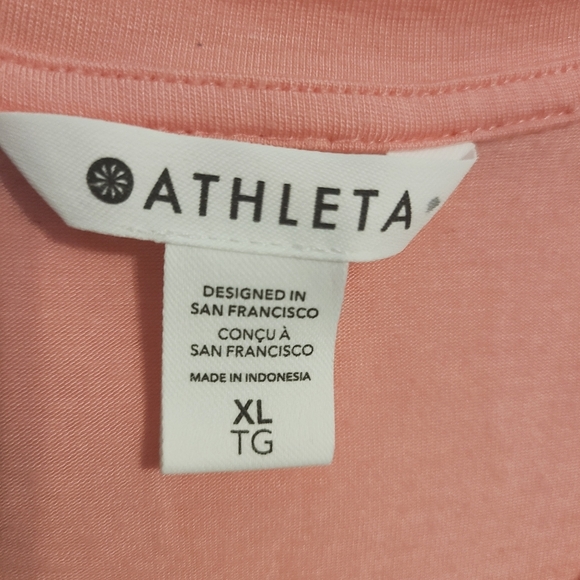 ATHLETA
DESIGNED IN
SAN FRANCISCO
CONÇU À
SAN FRANCISCO
MADE IN INDONESIA
XL
TG